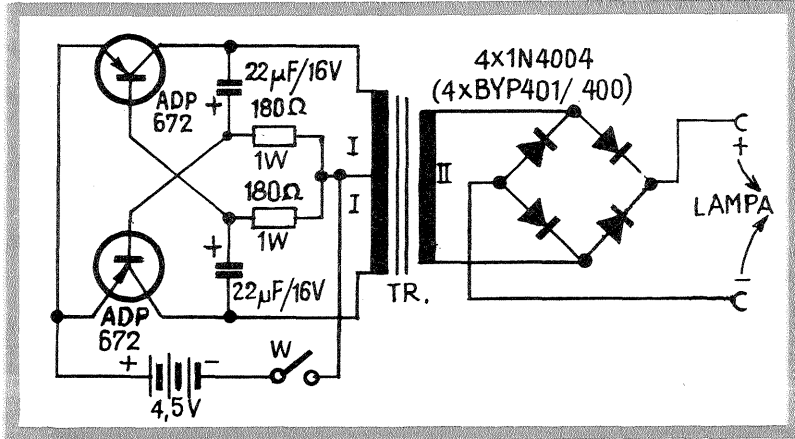 ADP
672
22µF/16V
+
180Ω
1W
180Ω
1W
+
22µF/16V
ADP
672
+
−
4,5V
W
I
I
II
TR.
4x1N4004
(4xBYP401/400)
+
LAMPA
−